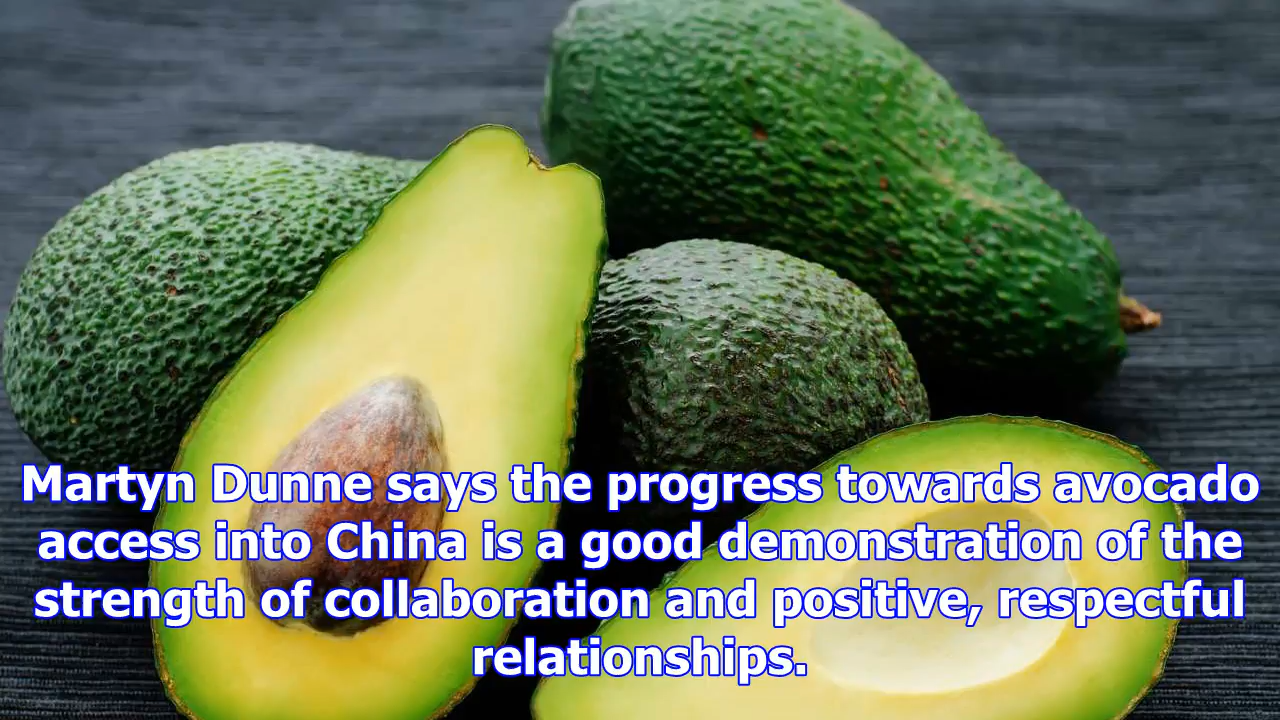 Martyn Dunne says the progress towards avocado
access into China is a good demonstration of the
strength of collaboration and positive, respectful
relationships.